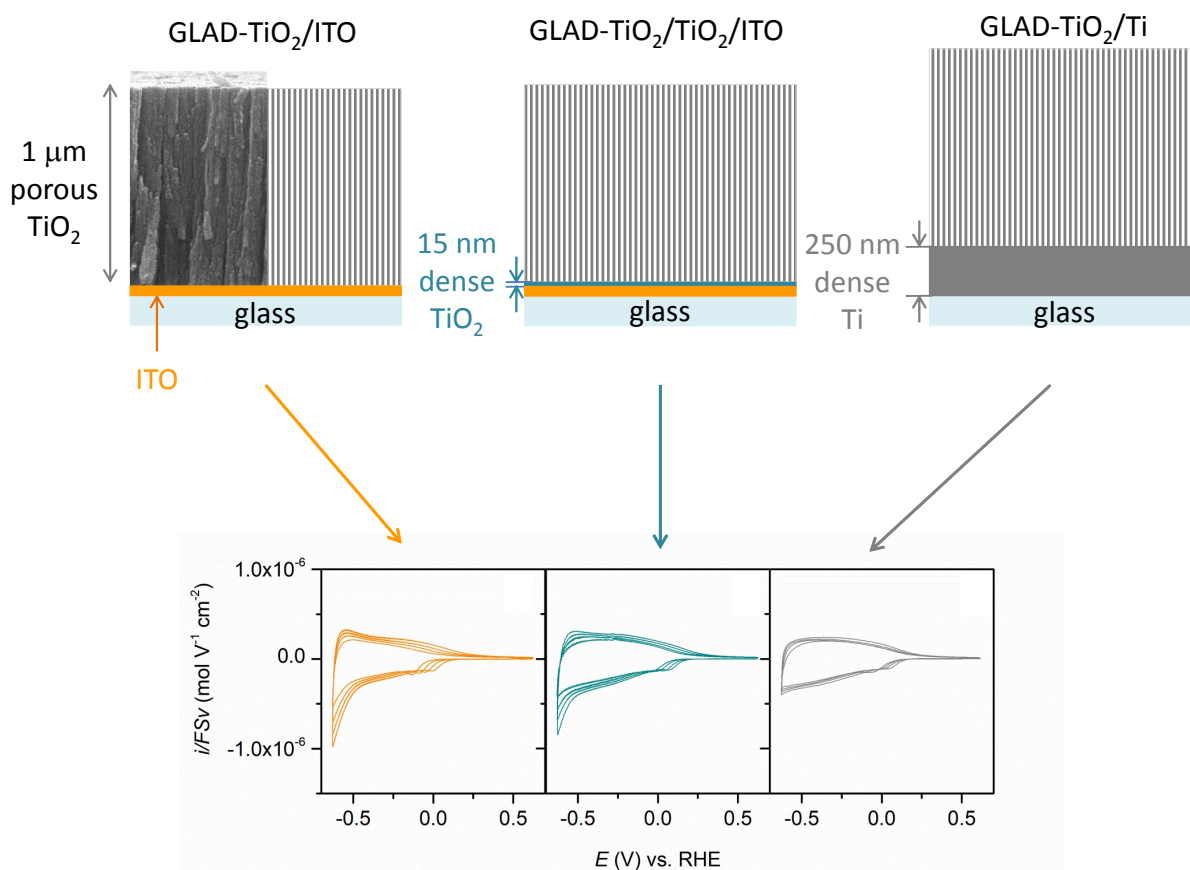 GLAD-TiO₂/ITO
GLAD-TiO₂/TiO₂/ITO
GLAD-TiO₂/Ti
1 μm
porous
TiO₂
15 nm
dense
TiO₂
250 nm
dense
Ti
glass
glass
glass
ITO
1.0x10⁻⁶
0.0
-1.0x10⁻⁶
i/FSv (mol V⁻¹ cm⁻²)
-0.5 0.0 0.5
-0.5 0.0 0.5
-0.5 0.0 0.5
E (V) vs. RHE